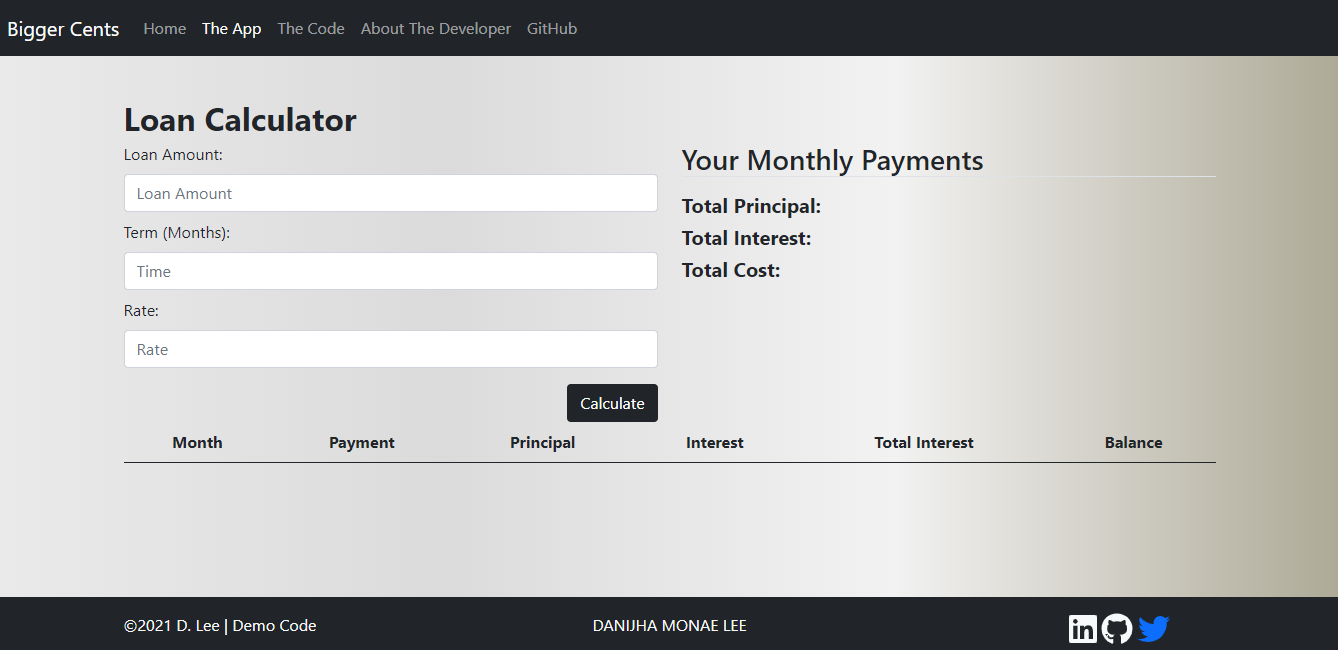 Bigger Cents Home The App The Code About The Developer GitHub
Loan Calculator
Loan Amount:
Loan Amount
Term (Months):
Time
Rate:
Rate
Calculate
Your Monthly Payments
Total Principal:
Total Interest:
Total Cost:
Month Payment Principal Interest Total Interest Balance
©2021 D. Lee | Demo Code DANIJHA MONAE LEE in